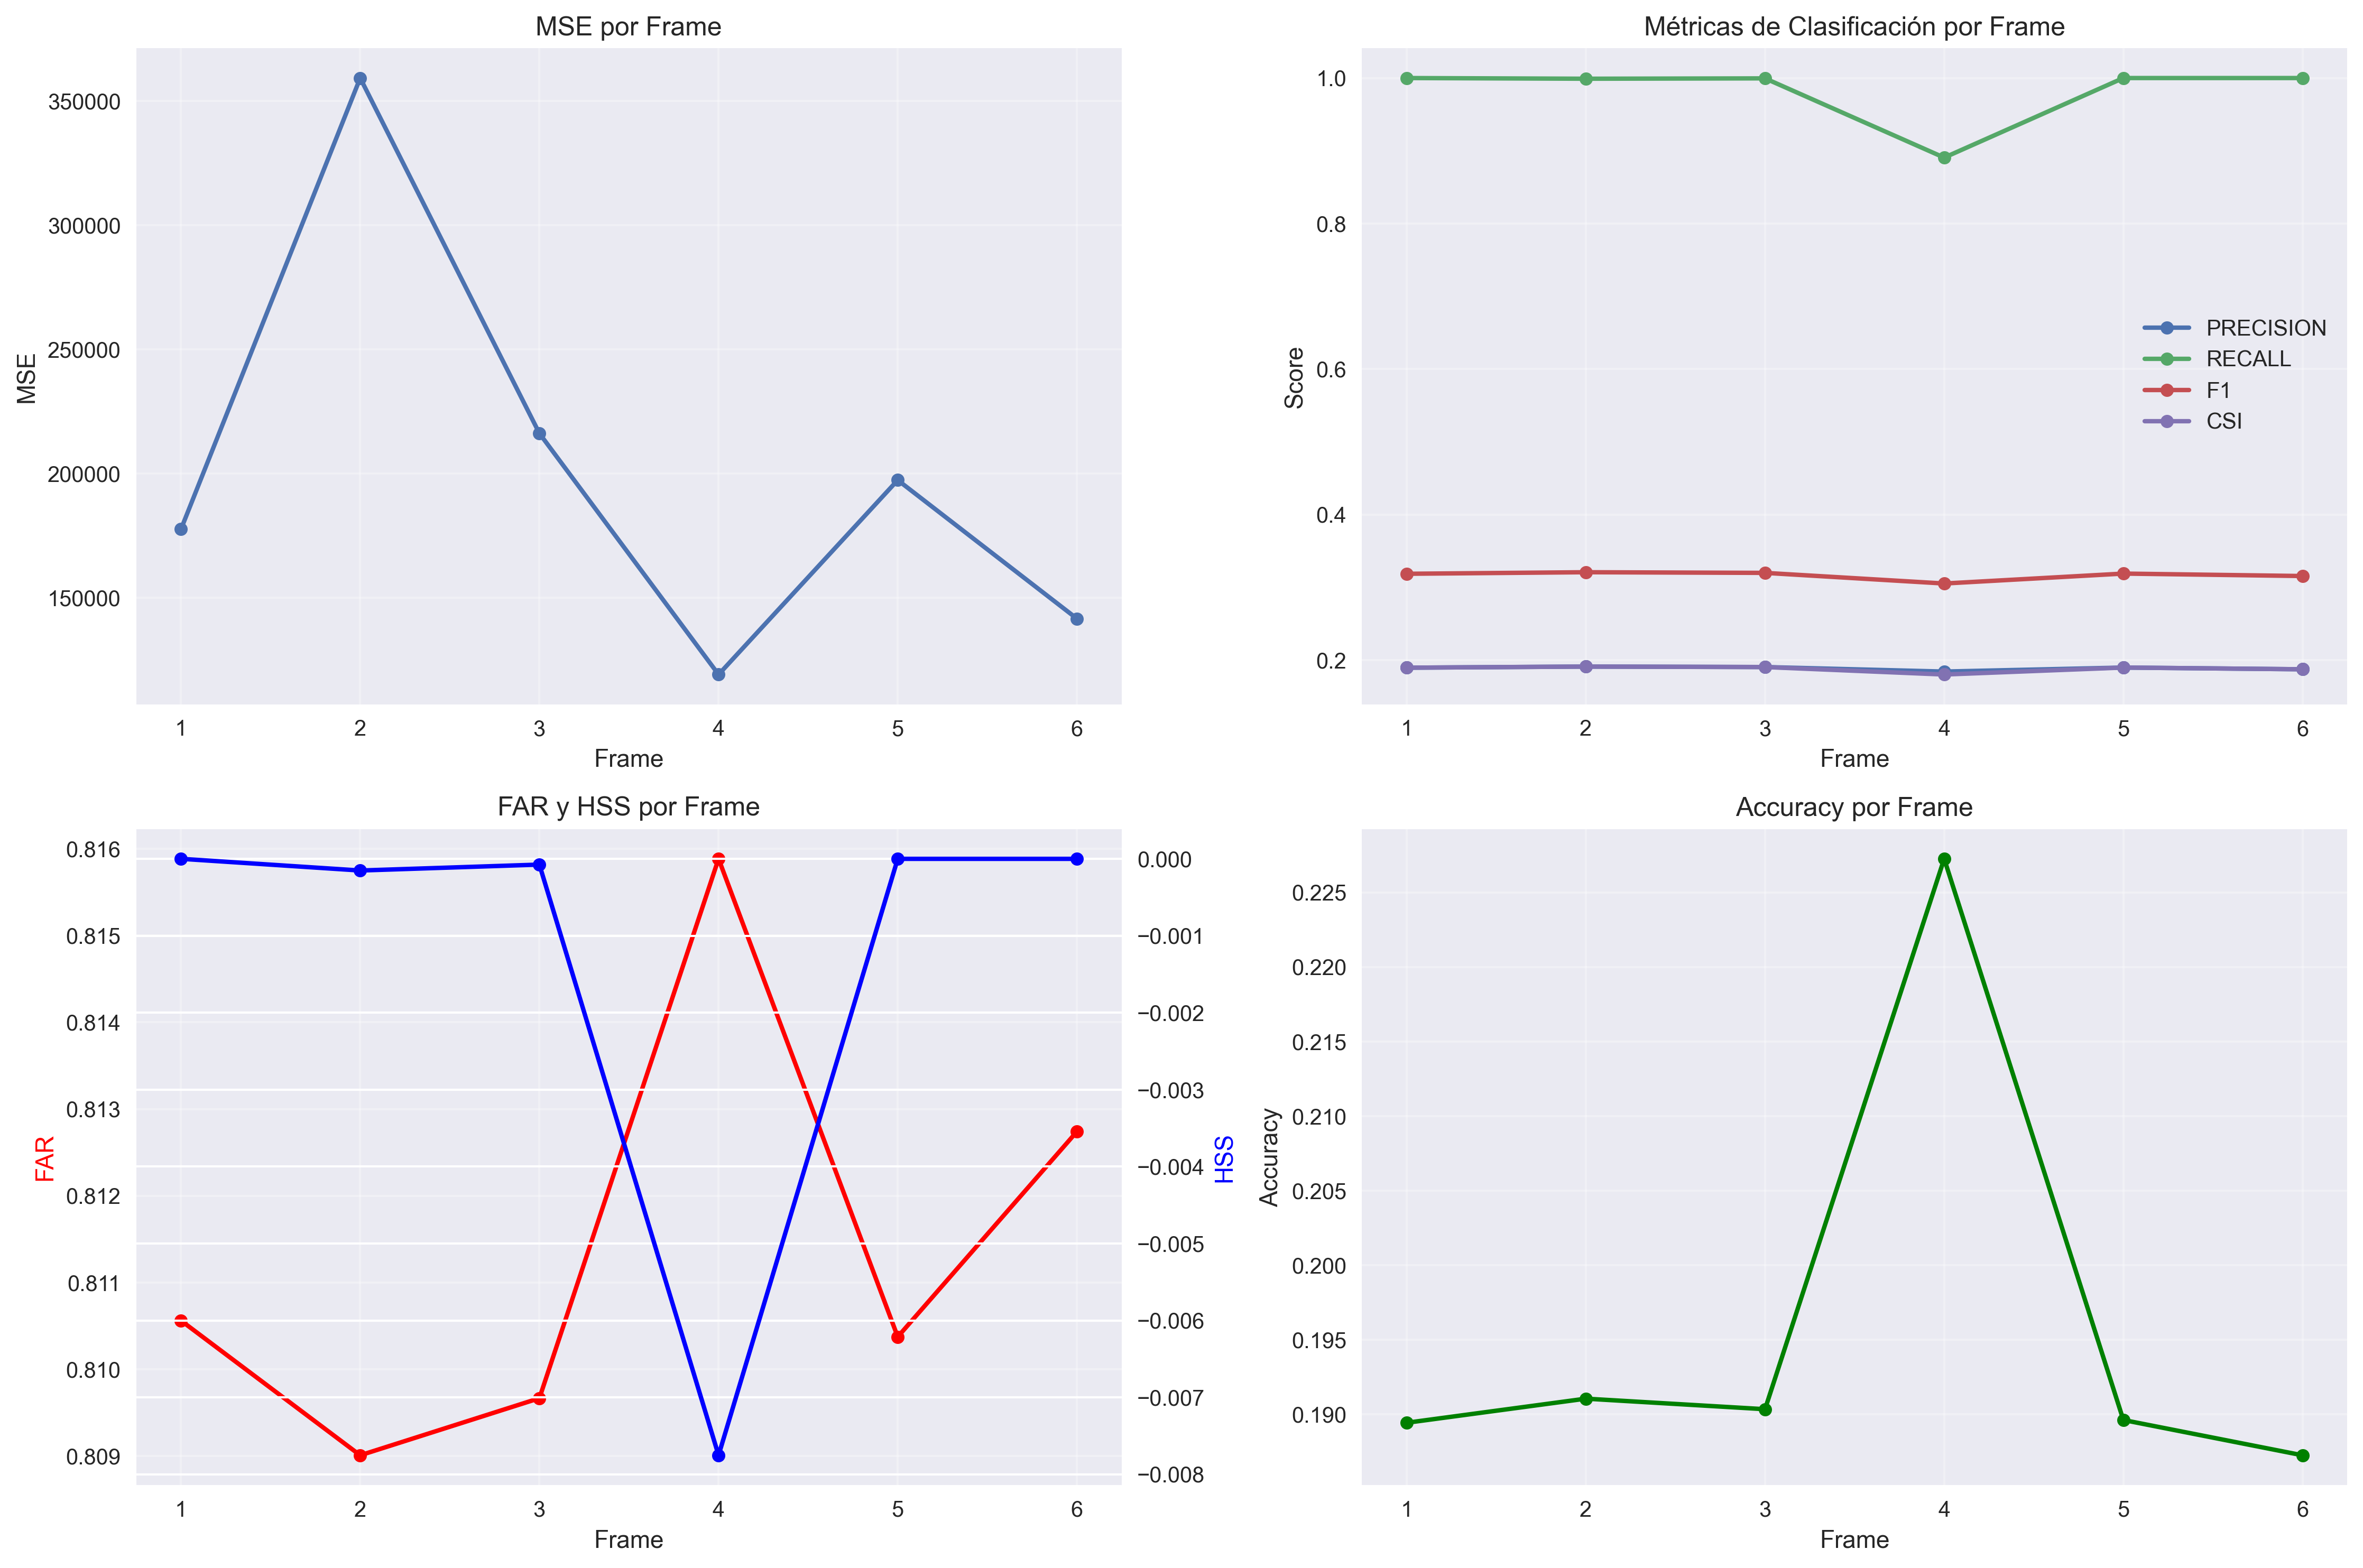 MSE por Frame
MSE
350000
300000
250000
200000
150000
1 2 3 4 5 6
Frame
Métricas de Clasificación por Frame
Score
1.0
0.8
0.6
0.4
0.2
PRECISION
RECALL
F1
CSI
1 2 3 4 5 6
Frame
FAR y HSS por Frame
FAR
0.816
0.815
0.814
0.813
0.812
0.811
0.810
0.809
0.000
−0.001
−0.002
−0.003
−0.004
−0.005
−0.006
−0.007
−0.008
HSS
1 2 3 4 5 6
Frame
Accuracy por Frame
Accuracy
0.225
0.220
0.215
0.210
0.205
0.200
0.195
0.190
1 2 3 4 5 6
Frame